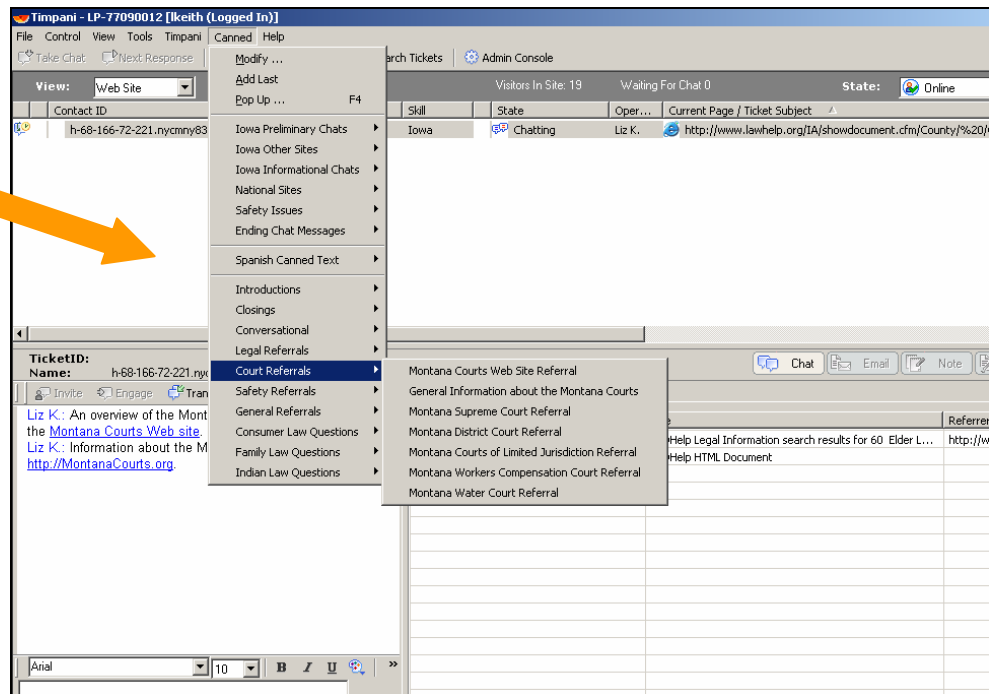 Timpani - LP-77090012 [lkeith (Logged In)]
File Control View Tools Timpani Canned Help
Take Chat Next Response Tickets Admin Console
View: Web Site Visitors In Site: 19 Waiting For Chat 0 State: Online
Contact ID Skill State Oper... Current Page / Ticket Subject
h-68-166-72-221.nycmny83 Iowa Chatting Liz K. http://www.lawhelp.org/IA/showdocument.cfm/County/%20/
Modify ...
Add Last
Pop Up ... F4
Iowa Preliminary Chats
Iowa Other Sites
Iowa Informational Chats
National Sites
Safety Issues
Ending Chat Messages
Spanish Canned Text
Introductions
Closings
Conversational
Legal Referrals
Court Referrals
Safety Referrals
General Referrals
Consumer Law Questions
Family Law Questions
Indian Law Questions
Montana Courts Web Site Referral
General Information about the Montana Courts
Montana Supreme Court Referral
Montana District Court Referral
Montana Courts of Limited Jurisdiction Referral
Montana Workers Compensation Court Referral
Montana Water Court Referral
TicketID:
Name: h-68-166-72-221.nyc
Chat Email Note
Invite Engage Tran
Liz K.: An overview of the Mont
the Montana Courts Web site.
Liz K.: Information about the M
http://MontanaCourts.org.
Referrer
Help Legal Information search results for 60 Elder L... http://w
Help HTML Document
Arial 10 B I U »